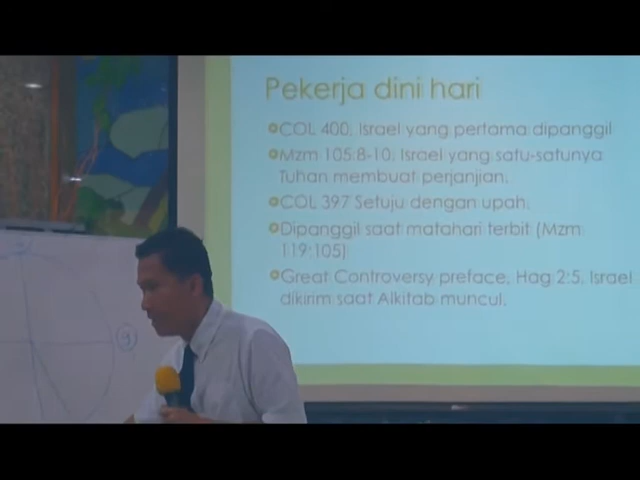 Pekerja dini hari
COL 400, Israel yang pertama dipanggil
Mzm 105:8-10, Israel yang satu-satunya
Tuhan membuat perjanjian.
COL 397 Setuju dengan upah.
Dipanggil saat matahari terbit (Mzm
119:105)
Great Controversy preface, Hag 2:5, Israel
dikirim saat Alkitab muncul.